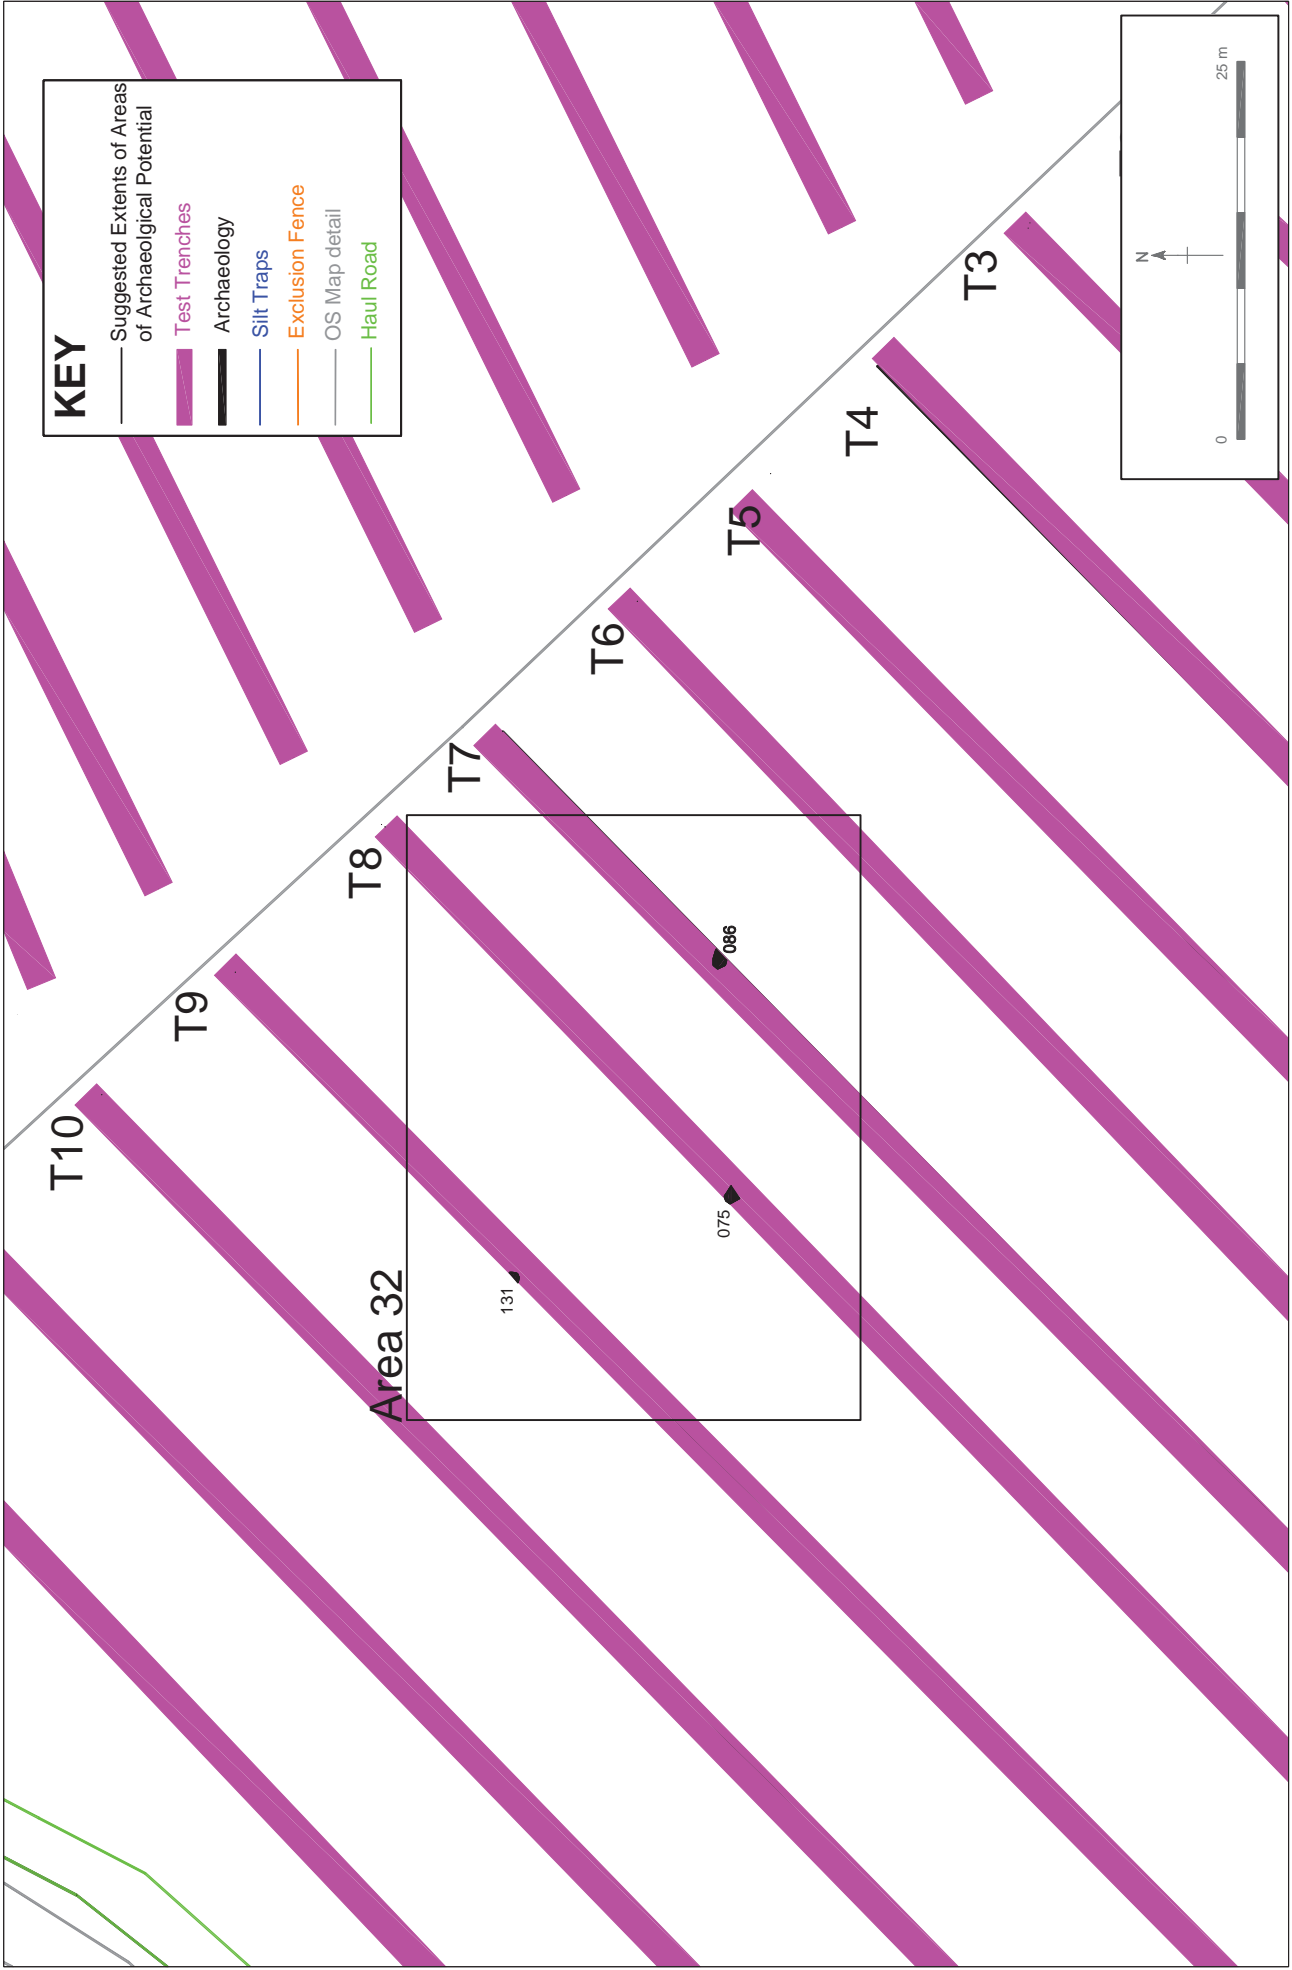 KEY
Suggested Extents of Areas
of Archaeolgical Potential
Test Trenches
Archaeology
Silt Traps
Exclusion Fence
OS Map detail
Haul Road
T10
T9
T8
T7
T6
T5
T4
T3
Area 32
131
075
086
N
0
25 m